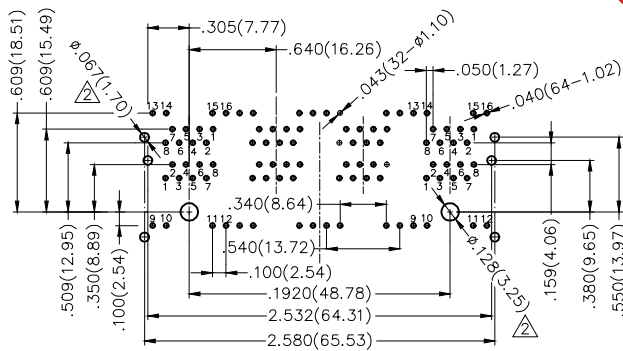 .305(7.77)
.640(16.26)
.609(18.51)
.609(15.49)
ø.067(1.70)
2
.043(32-ø1.10)
.050(1.27)
.040(64-1.02)
13 14 15 16 13 14 15 16
7 5 3 1 7 5 3 1
8 6 4 2 8 6 4 2
2 4 6 8 2 4 6 8
1 3 5 7 1 3 5 7
9 10 11 12 9 10 11 12
.340(8.64)
.540(13.72)
.100(2.54)
.1920(48.78)
2.532(64.31)
2.580(65.53)
.509(12.95)
.350(8.89)
.100(2.54)
ø.128(3.25)
2
.159(4.06)
.380(9.65)
.550(13.97)